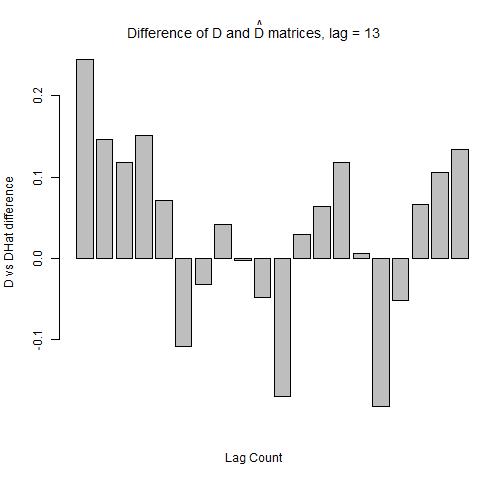 Difference of D and D̂ matrices, lag = 13
0.2
0.1
0.0
-0.1
D vs DHat difference
Lag Count